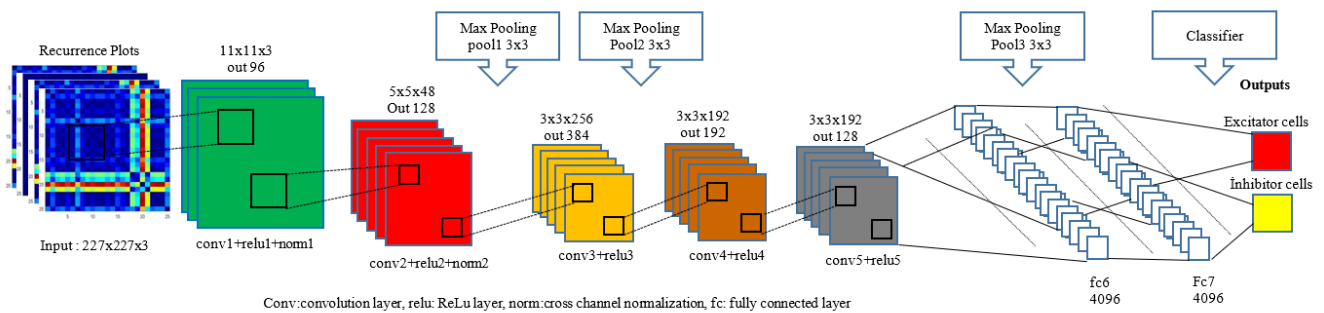 Recurrence Plots
Input : 227x227x3
11x11x3
out 96
conv1+relu1+norm1
Max Pooling
pool1 3x3
5x5x48
Out 128
conv2+relu2+norm2
Max Pooling
Pool2 3x3
3x3x256
out 384
conv3+relu3
3x3x192
out 192
conv4+relu4
3x3x192
out 128
conv5+relu5
Max Pooling
Pool3 3x3
fc6
4096
Fc7
4096
Classifier
Outputs
Excitator cells
İnhibitor cells
Conv:convolution layer, relu: ReLu layer, norm:cross channel normalization, fc: fully connected layer